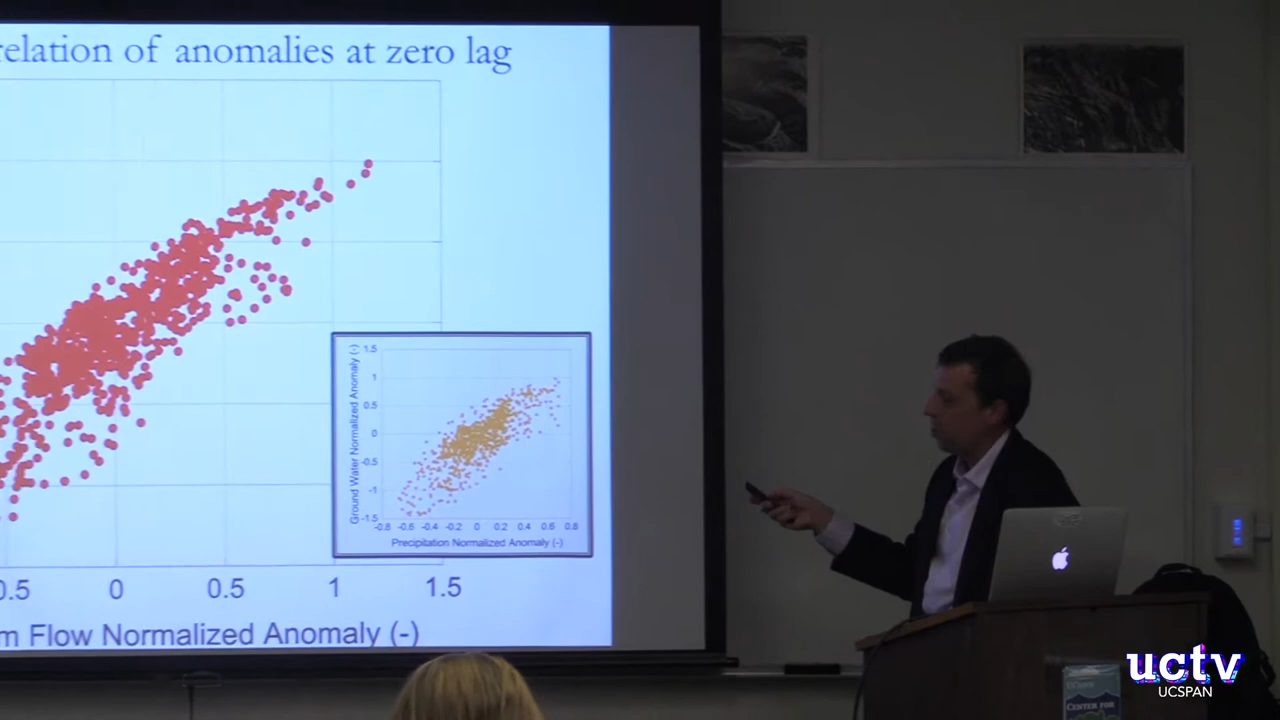 relation of anomalies at zero lag
Ground Water Normalized Anomaly (-)
1.5
1
0.5
0
-0.5
-1
-1.5
-0.8 -0.6 -0.4 -0.2 0 0.2 0.4 0.6 0.8
Precipitation Normalized Anomaly (-)
0.5 0 0.5 1 1.5
m Flow Normalized Anomaly (-)
CENTER FOR
uctv
UCSPAN